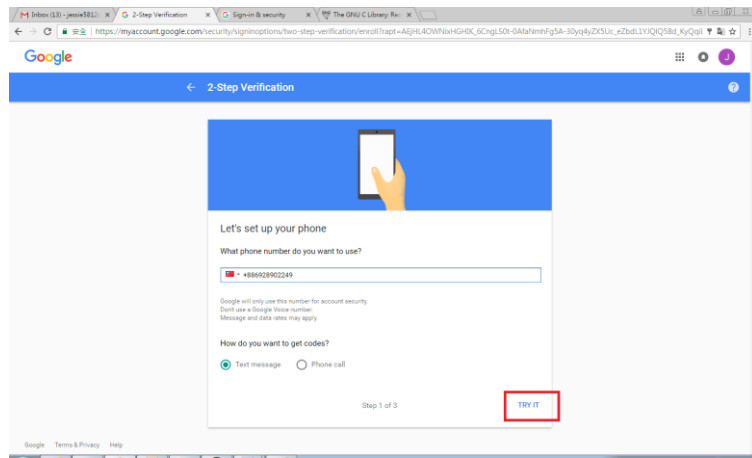 Inbox (13) - jessie5812
2-Step Verification
Sign-in & security
The GNU C Library: Re
安全 | https://myaccount.google.com/security/signinoptions/two-step-verification/enroll?rapt=
Google
J
← 2-Step Verification
Let's set up your phone
What phone number do you want to use?
+886928902249
Google will only use this number for account security.
Don't use a Google Voice number.
Message and data rates may apply.
How do you want to get codes?
Text message Phone call
Step 1 of 3 TRY IT
Google Terms & Privacy Help